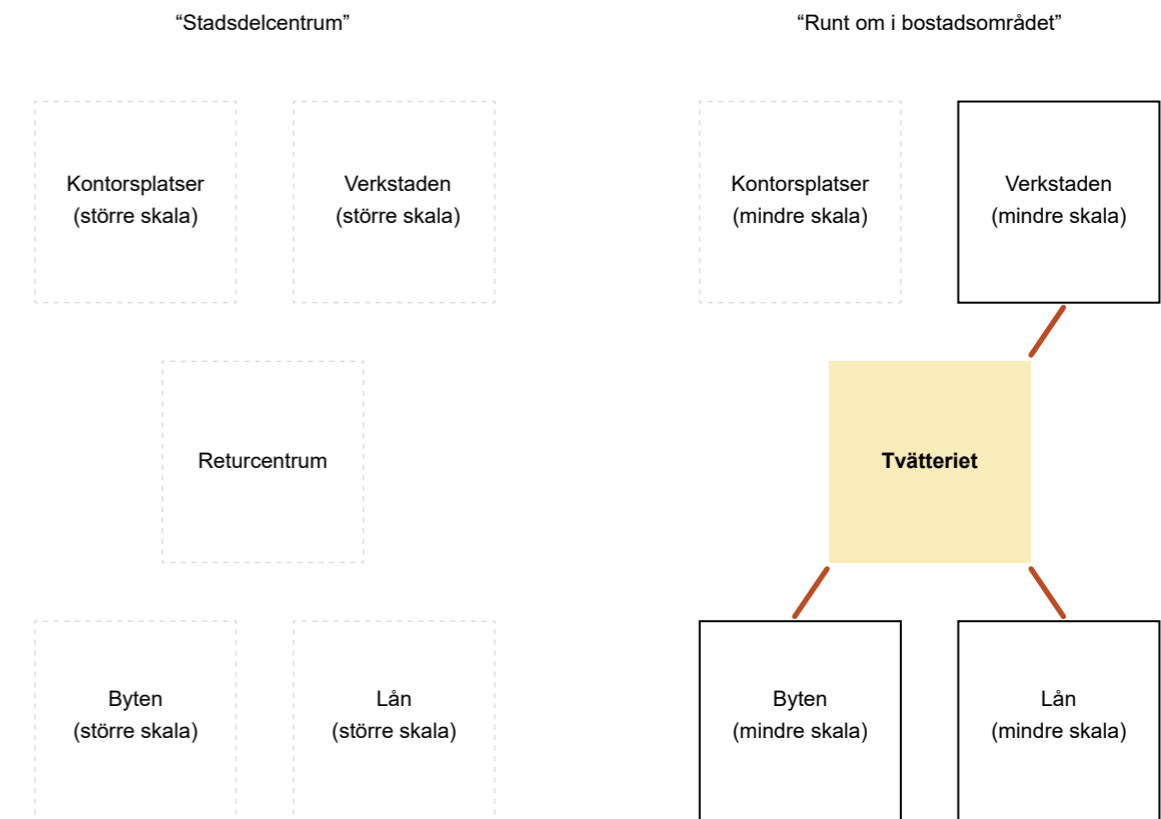 “Stadsdelcentrum”
“Runt om i bostadsområdet”
Kontorsplatser
(större skala)
Verkstaden
(större skala)
Kontorsplatser
(mindre skala)
Verkstaden
(mindre skala)
Returcentrum
Tvätteriet
Byten
(större skala)
Lån
(större skala)
Byten
(mindre skala)
Lån
(mindre skala)